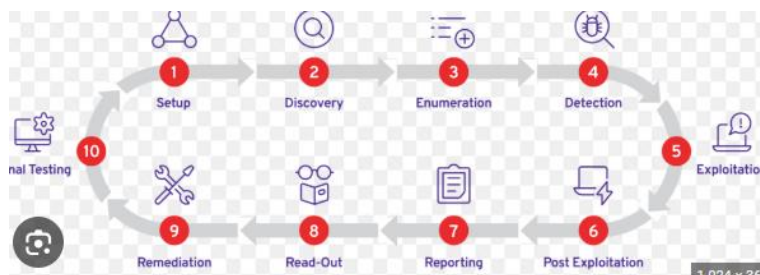 1
2
3
4
Setup
Discovery
Enumeration
Detection
10
5
nal Testing
Exploitatio
9
8
7
6
Remediation
Read-Out
Reporting
Post Exploitation